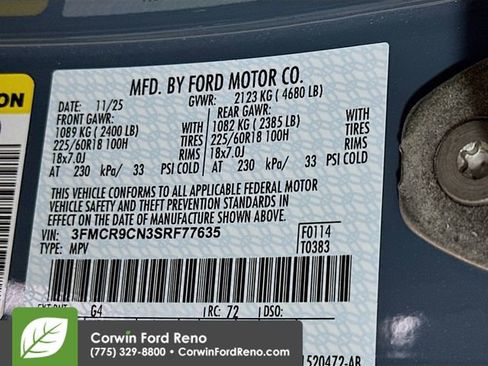 ION
MFD. BY FORD MOTOR CO.
DATE: 11/25 GVWR: 2123 KG ( 4680 LB)
FRONT GAWR: REAR GAWR:
1089 KG ( 2400 LB) WITH 1082 KG ( 2385 LB) WITH
225/60R18 100H TIRES 225/60R18 100H TIRES
18x7.0J RIMS 18x7.0J RIMS
AT 230 kPa/ 33 PSI COLD AT 230 kPa/ 33 PSI COLD
THIS VEHICLE CONFORMS TO ALL APPLICABLE FEDERAL MOTOR
VEHICLE SAFETY AND THEFT PREVENTION STANDARDS IN
EFFECT ON THE DATE OF MANUFACTURE SHOWN ABOVE.
VIN: 3FMCR9CN3SRF77635 F0114
TYPE: MPV T0383
EXT PNT: G4 RC: 72 DSO:
1520472-AB
Corwin Ford Reno
(775) 329-8800 • CorwinFordReno.com